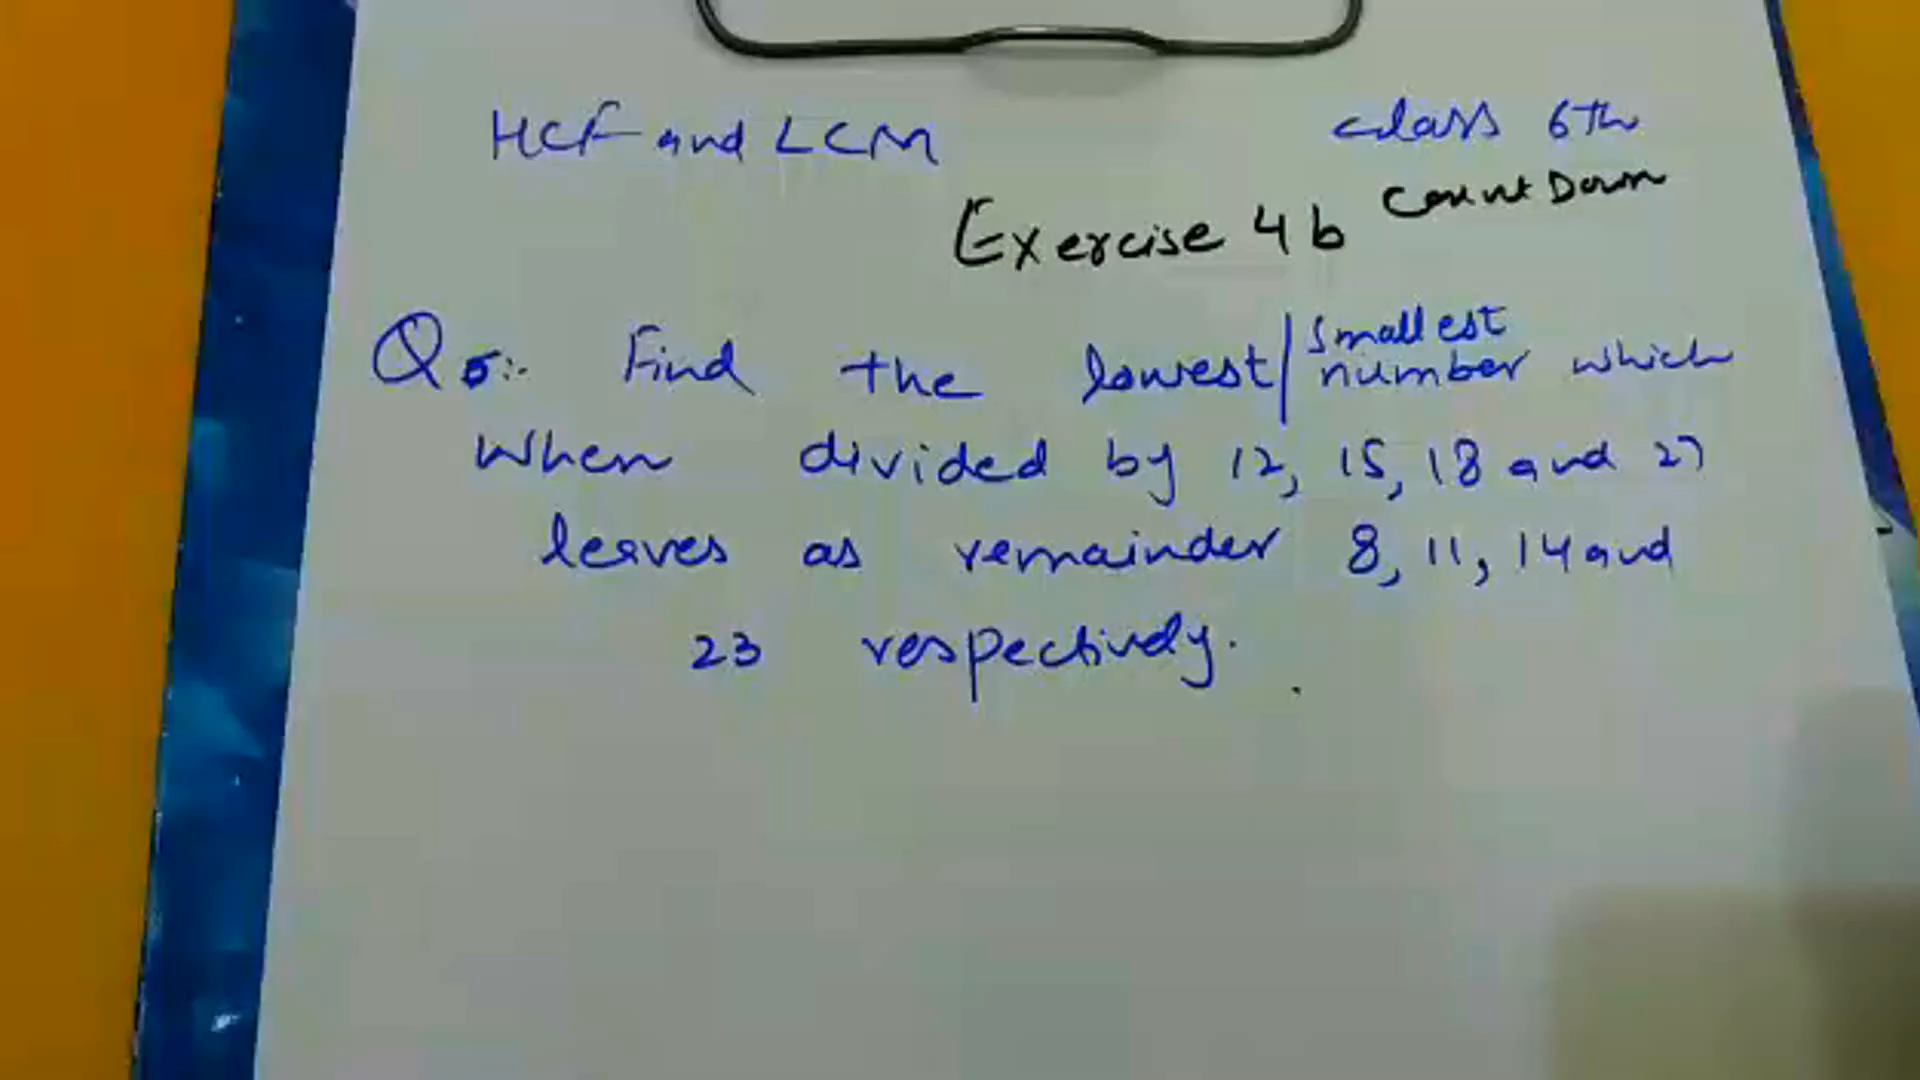 HCF and LCM class 6th
Exercise 4b Count Down
Q5:- Find the lowest/smallest number which
When divided by 12, 15, 18 and 27
leaves as remainder 8, 11, 14 and
23 respectively.